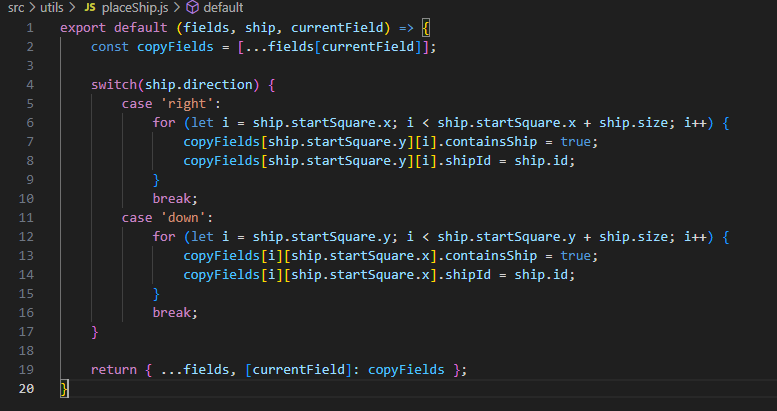 src > utils > JS placeShip.js > default
1 export default (fields, ship, currentField) => {
2 const copyFields = [...fields[currentField]];
3
4 switch(ship.direction) {
5 case 'right':
6 for (let i = ship.startSquare.x; i < ship.startSquare.x + ship.size; i++) {
7 copyFields[ship.startSquare.y][i].containsShip = true;
8 copyFields[ship.startSquare.y][i].shipId = ship.id;
9 }
10 break;
11 case 'down':
12 for (let i = ship.startSquare.y; i < ship.startSquare.y + ship.size; i++) {
13 copyFields[i][ship.startSquare.x].containsShip = true;
14 copyFields[i][ship.startSquare.x].shipId = ship.id;
15 }
16 break;
17 }
18
19 return { ...fields, [currentField]: copyFields };
20 }